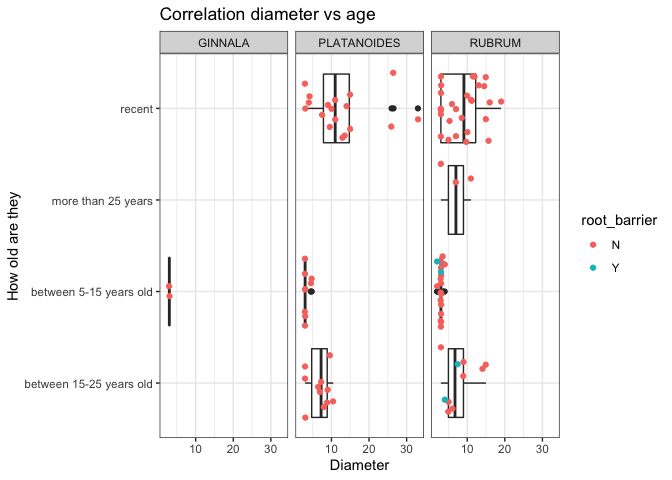 Correlation diameter vs age
GINNALA PLATANOIDES RUBRUM
How old are they
recent
more than 25 years
between 5-15 years old
between 15-25 years old
10 20 30 10 20 30 10 20 30
Diameter
root_barrier
N
Y